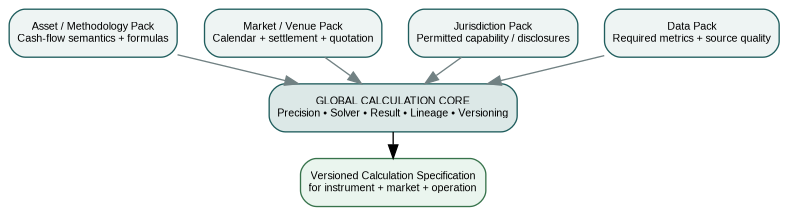 Asset / Methodology Pack
Cash-flow semantics + formulas
Market / Venue Pack
Calendar + settlement + quotation
Jurisdiction Pack
Permitted capability / disclosures
Data Pack
Required metrics + source quality
GLOBAL CALCULATION CORE
Precision • Solver • Result • Lineage • Versioning
Versioned Calculation Specification
for instrument + market + operation